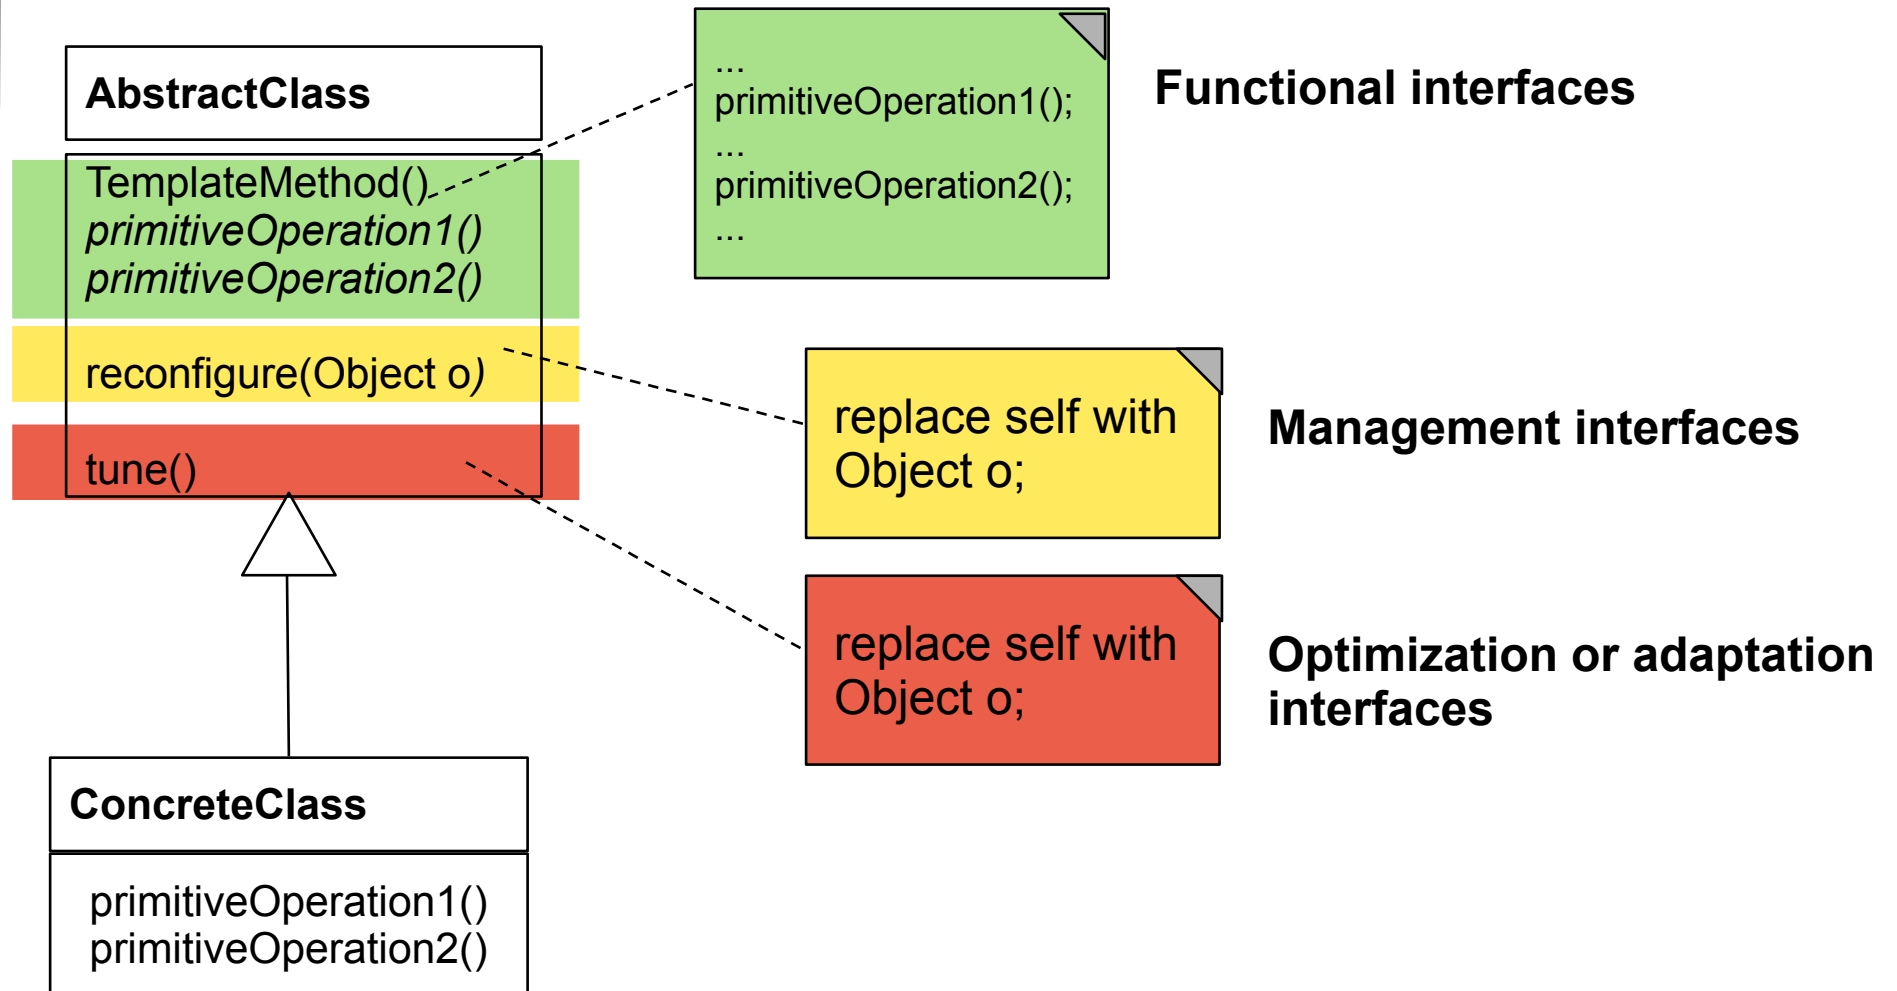 AbstractClass
TemplateMethod()
primitiveOperation1()
primitiveOperation2()
reconfigure(Object o)
tune()
...
primitiveOperation1();
...
primitiveOperation2();
...
Functional interfaces
replace self with
Object o;
Management interfaces
replace self with
Object o;
Optimization or adaptation
interfaces
ConcreteClass
primitiveOperation1()
primitiveOperation2()